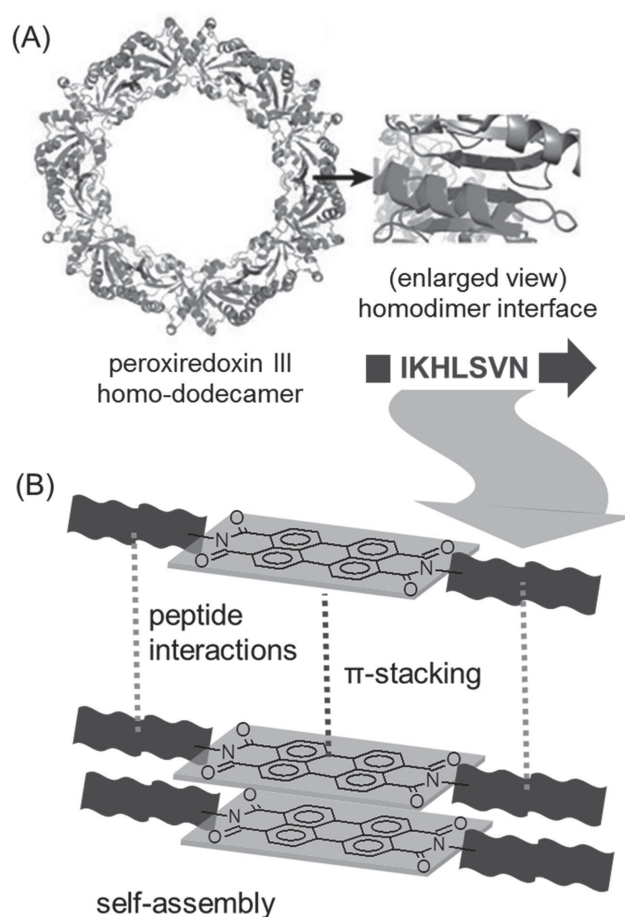 (A)
(enlarged view)
homodimer interface
peroxiredoxin III
homo-dodecamer
IKHLSVN
(B)
O
O
N
N
O
O
peptide
interactions
π-stacking
O
O
N
N
O
O
O
O
N
N
O
O
self-assembly